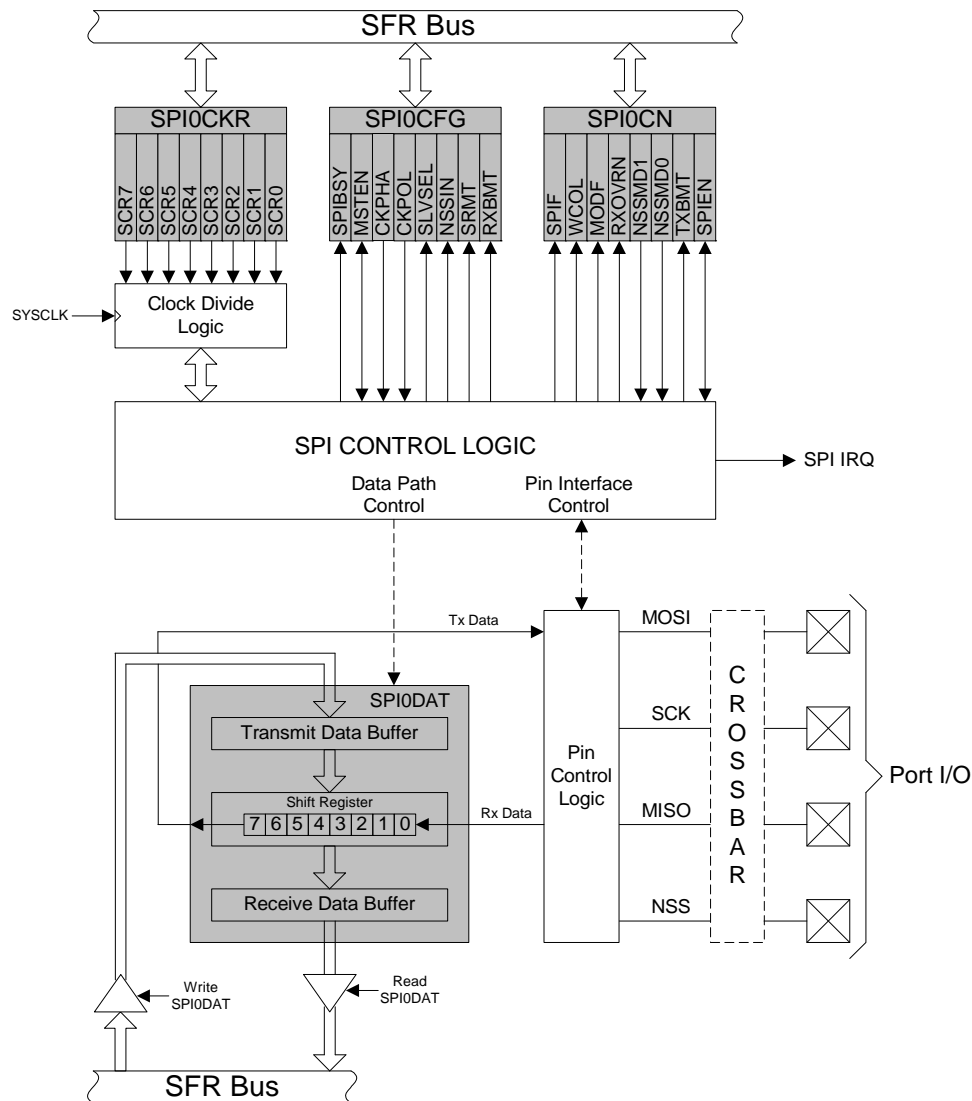 SFR Bus
SPI0CKR
SCR7
SCR6
SCR5
SCR4
SCR3
SCR2
SCR1
SCR0
SPI0CFG
SPIBSY
MSTEN
CKPHA
CKPOL
SLVSEL
NSSIN
SRMT
RXBMT
SPI0CN
SPIF
WCOL
MODF
RXOVRN
NSSMD1
NSSMD0
TXBMT
SPIEN
SYSCLK
Clock Divide
Logic
SPI CONTROL LOGIC
Data Path
Control
Pin Interface
Control
SPI IRQ
Tx Data
SPI0DAT
Transmit Data Buffer
Shift Register
7 6 5 4 3 2 1 0
Rx Data
Receive Data Buffer
Pin
Control
Logic
MOSI
SCK
MISO
NSS
CROSSBAR
Port I/O
Write
SPI0DAT
Read
SPI0DAT
SFR Bus